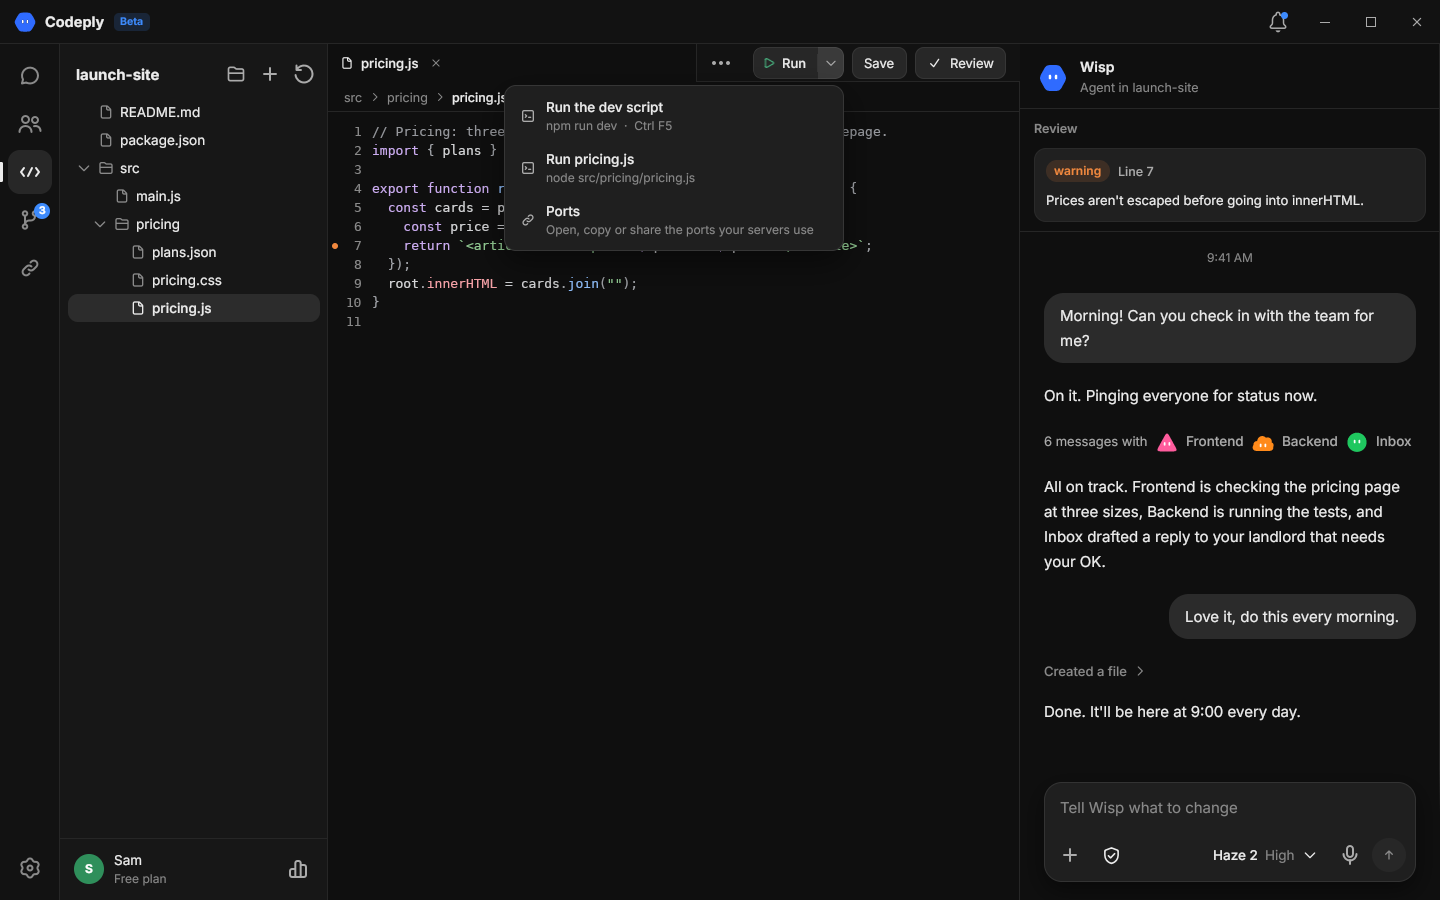 Codeply Beta
launch-site
README.md
package.json
src
main.js
pricing
plans.json
pricing.css
pricing.js
S
Sam
Free plan
3
pricing.js
Run
Save
Review
src > pricing > pricing.js
Run the dev script
npm run dev · Ctrl F5
Run pricing.js
node src/pricing/pricing.js
Ports
Open, copy or share the ports your servers use
1 // Pricing: three epage.
2 import { plans }
3
4 export function r {
5 const cards = p
6 const price =
7 return `<arti e>`;
8 });
9 root.innerHTML = cards.join("");
10 }
11
Wisp
Agent in launch-site
Review
warning Line 7
Prices aren't escaped before going into innerHTML.
9:41 AM
Morning! Can you check in with the team for
me?
On it. Pinging everyone for status now.
6 messages with Frontend Backend Inbox
All on track. Frontend is checking the pricing page
at three sizes, Backend is running the tests, and
Inbox drafted a reply to your landlord that needs
your OK.
Love it, do this every morning.
Created a file >
Done. It'll be here at 9:00 every day.
Tell Wisp what to change
Haze 2 High